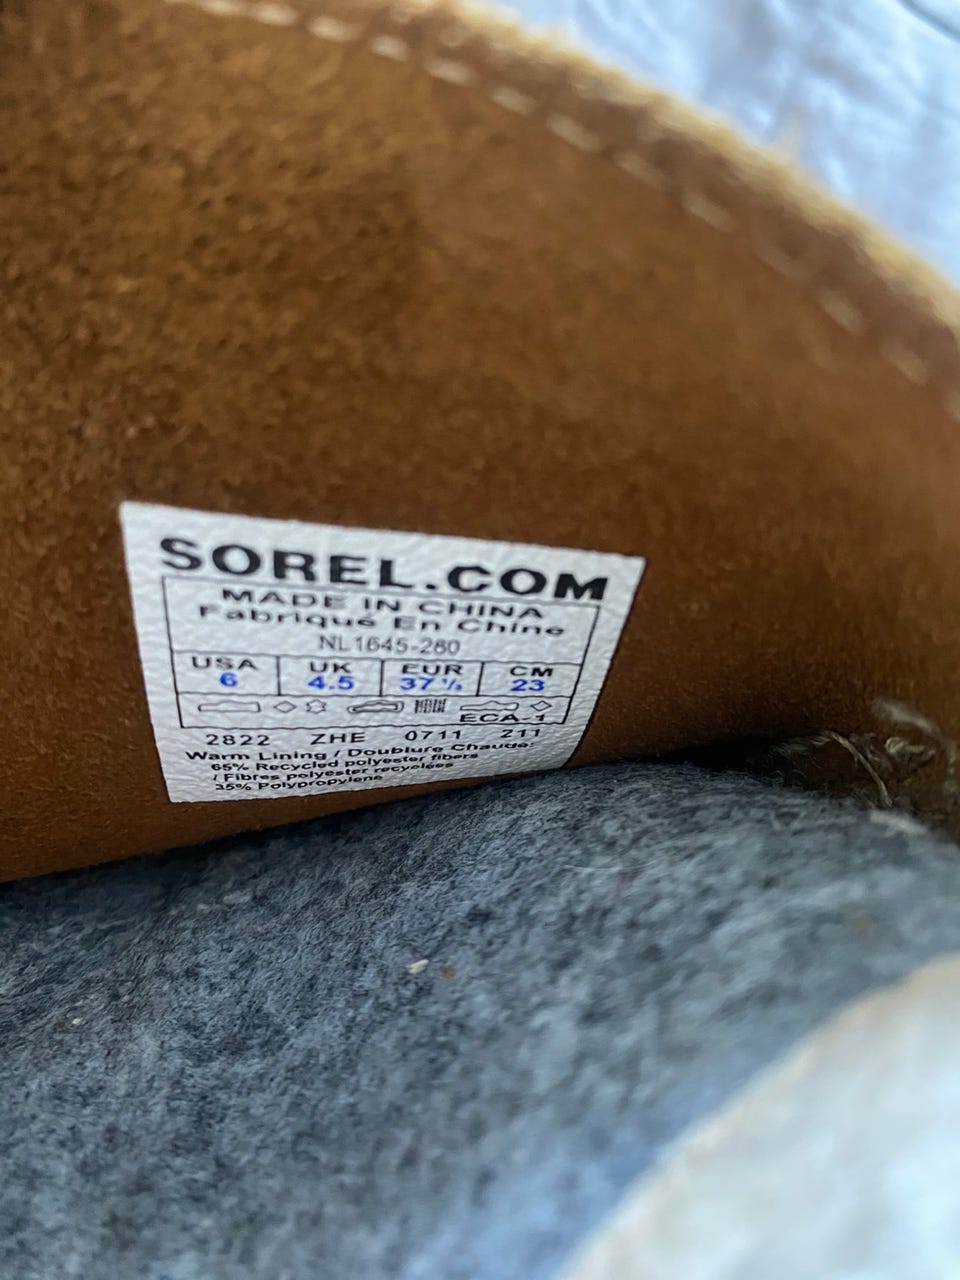 SOREL.COM
MADE IN CHINA
Fabriqué En Chine
NL1645-280
USA UK EUR CM
6 4.5 37 ½ 23
ECA-1
2822 ZHE 0711 Z11
Warm Lining / Doublure Chaude:
65% Recycled polyester fibers
/ Fibres polyester recyclées
35% Polypropylene